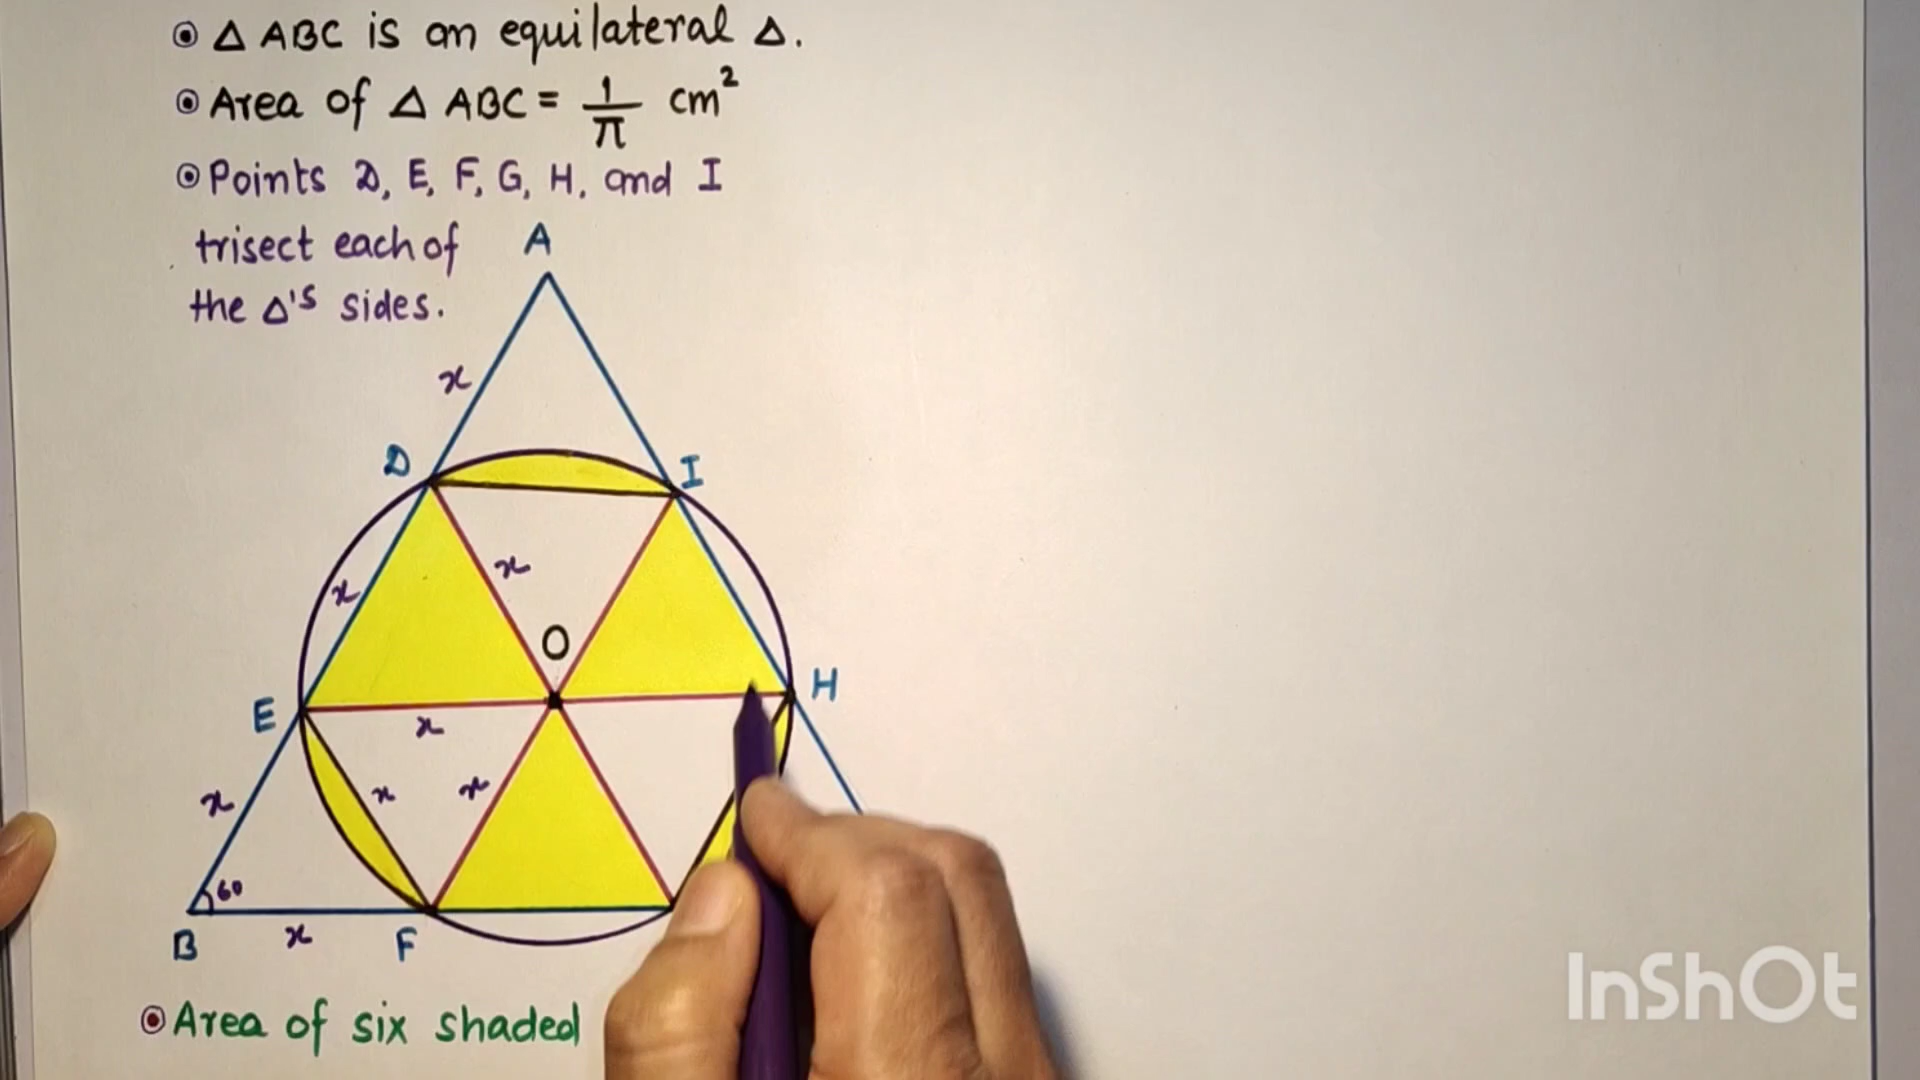 △ ABC is an equilateral △.
Area of △ ABC = 1/π cm²
Points D, E, F, G, H, and I
trisect each of
the △'s sides.
A
x
D
I
x
x
O
E
H
x
x
x
x
60
B
x
F
Area of six shaded
InShOt